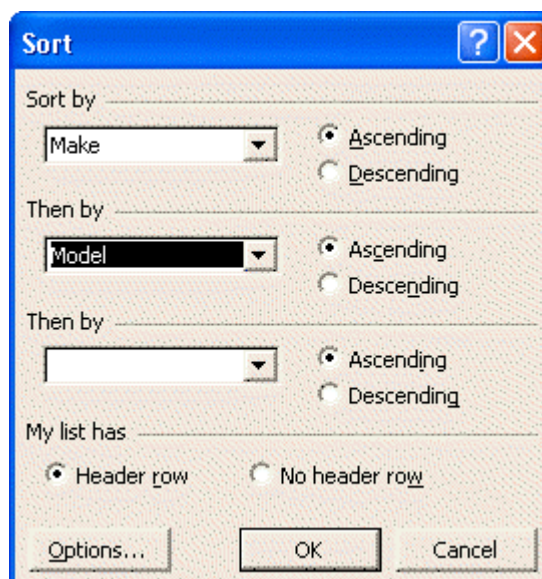 Sort
?
Sort by
Make
Ascending
Descending
Then by
Model
Ascending
Descending
Then by
Ascending
Descending
My list has
Header row No header row
Options... OK Cancel